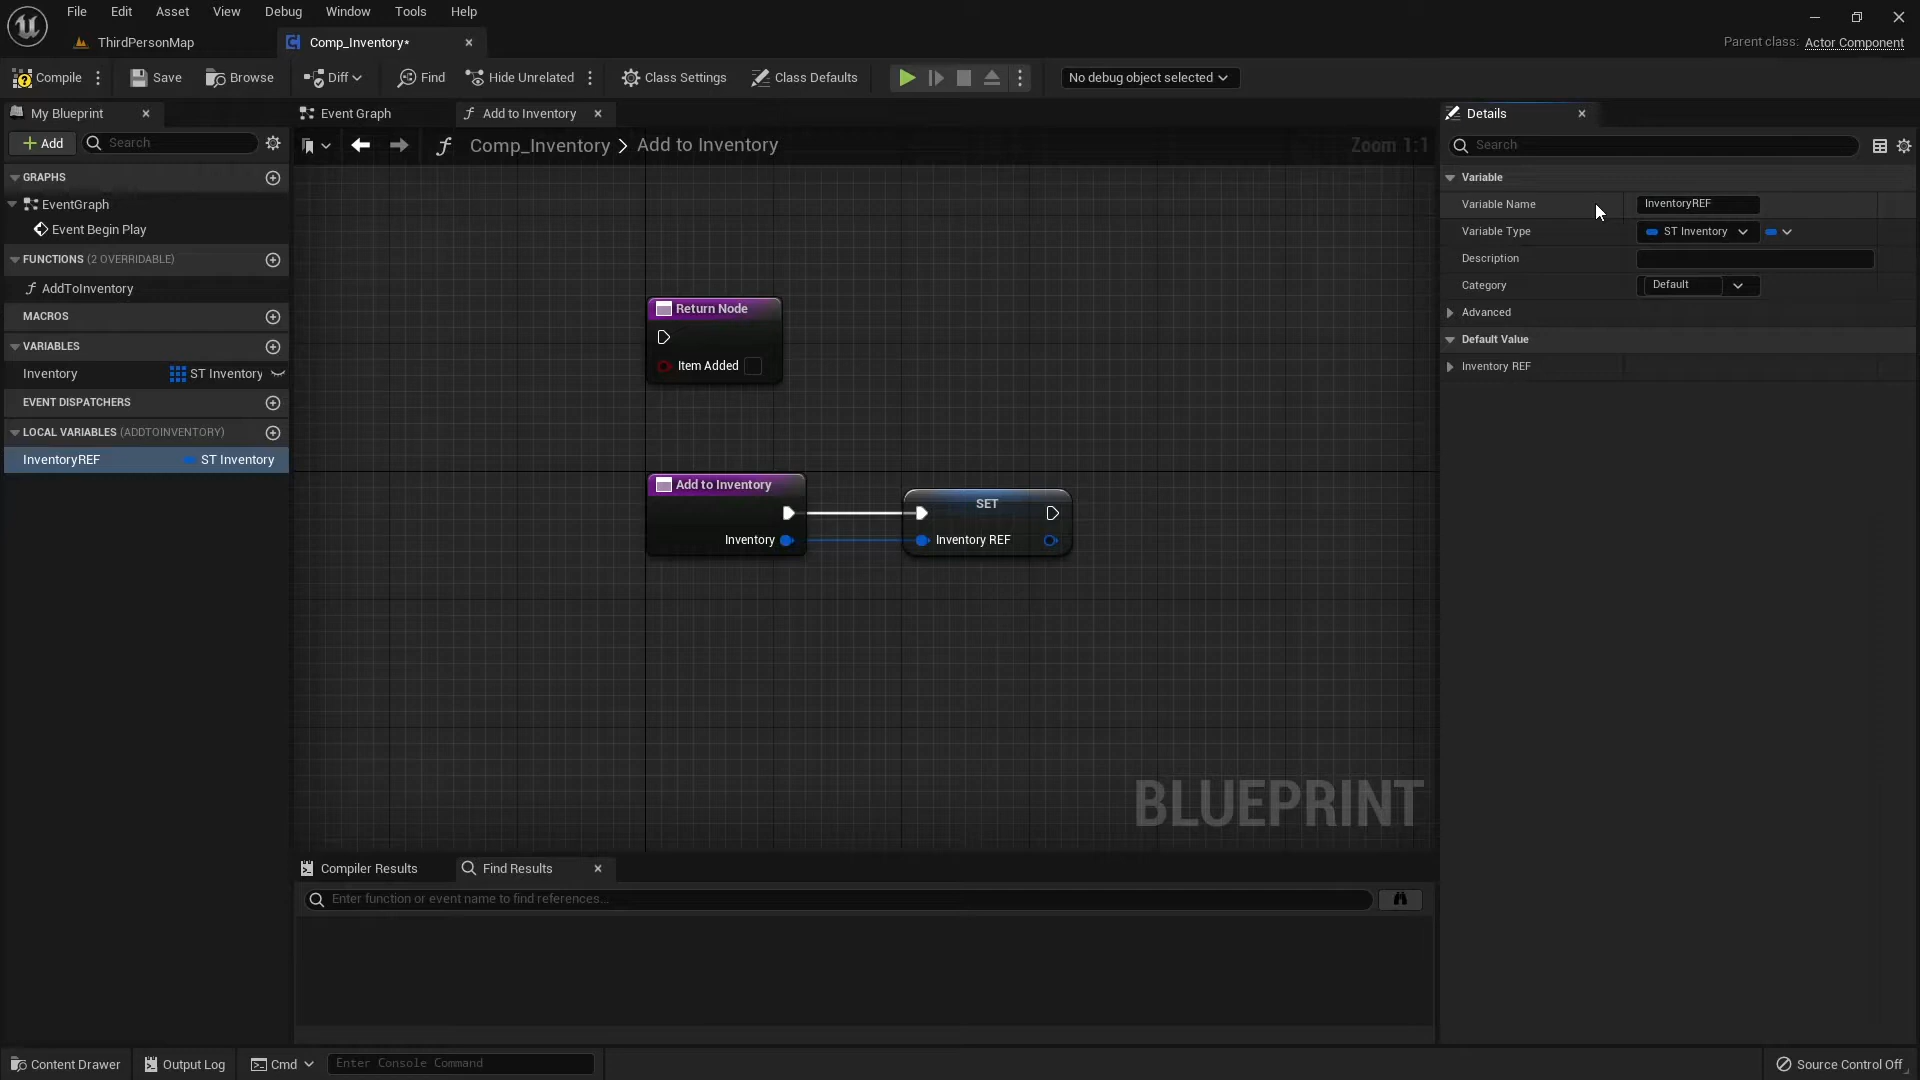 File Edit Asset View Debug Window Tools Help
ThirdPersonMap
Comp_Inventory*
Parent class: Actor Component
Compile
Save
Browse
Diff
Find
Hide Unrelated
Class Settings
Class Defaults
No debug object selected
My Blueprint
Add
Search
GRAPHS
EventGraph
Event Begin Play
FUNCTIONS (2 OVERRIDABLE)
AddToInventory
MACROS
VARIABLES
Inventory ST Inventory
EVENT DISPATCHERS
LOCAL VARIABLES (ADDTOINVENTORY)
InventoryREF ST Inventory
Event Graph
Add to Inventory
Comp_Inventory > Add to Inventory
Zoom 1:1
Return Node
Item Added
Add to Inventory
Inventory
SET
Inventory REF
BLUEPRINT
Compiler Results
Find Results
Enter function or event name to find references...
Details
Search
Variable
Variable Name InventoryREF
Variable Type ST Inventory
Description
Category Default
Advanced
Default Value
Inventory REF
Content Drawer
Output Log
Cmd
Enter Console Command
Source Control Off